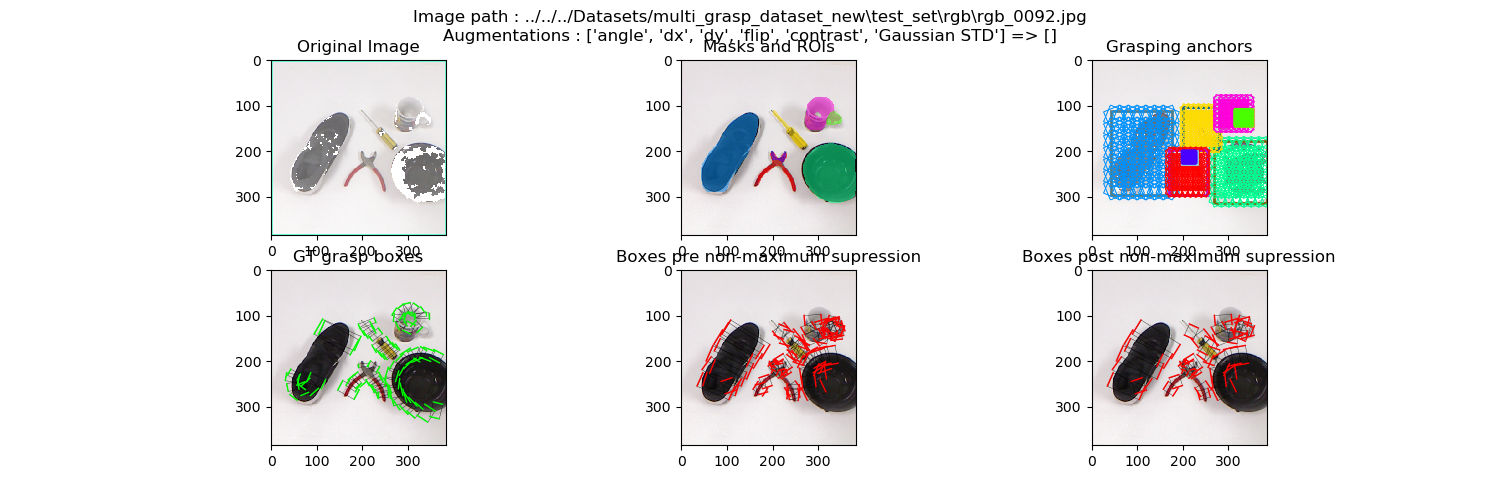 Image path : ../../../Datasets/multi_grasp_dataset_new\test_set\rgb\rgb_0092.jpg
Augmentations : ['angle', 'dx', 'dy', 'flip', 'contrast', 'Gaussian STD'] => []
Original Image
Masks and ROIs
Grasping anchors
0
100
200
300
0
100
200
300
0
100
200
300
0 100 200 300
0 100 200 300
0 100 200 300
GT grasp boxes
Boxes pre non-maximum supression
Boxes post non-maximum supression
0
100
200
300
0
100
200
300
0
100
200
300
0 100 200 300
0 100 200 300
0 100 200 300